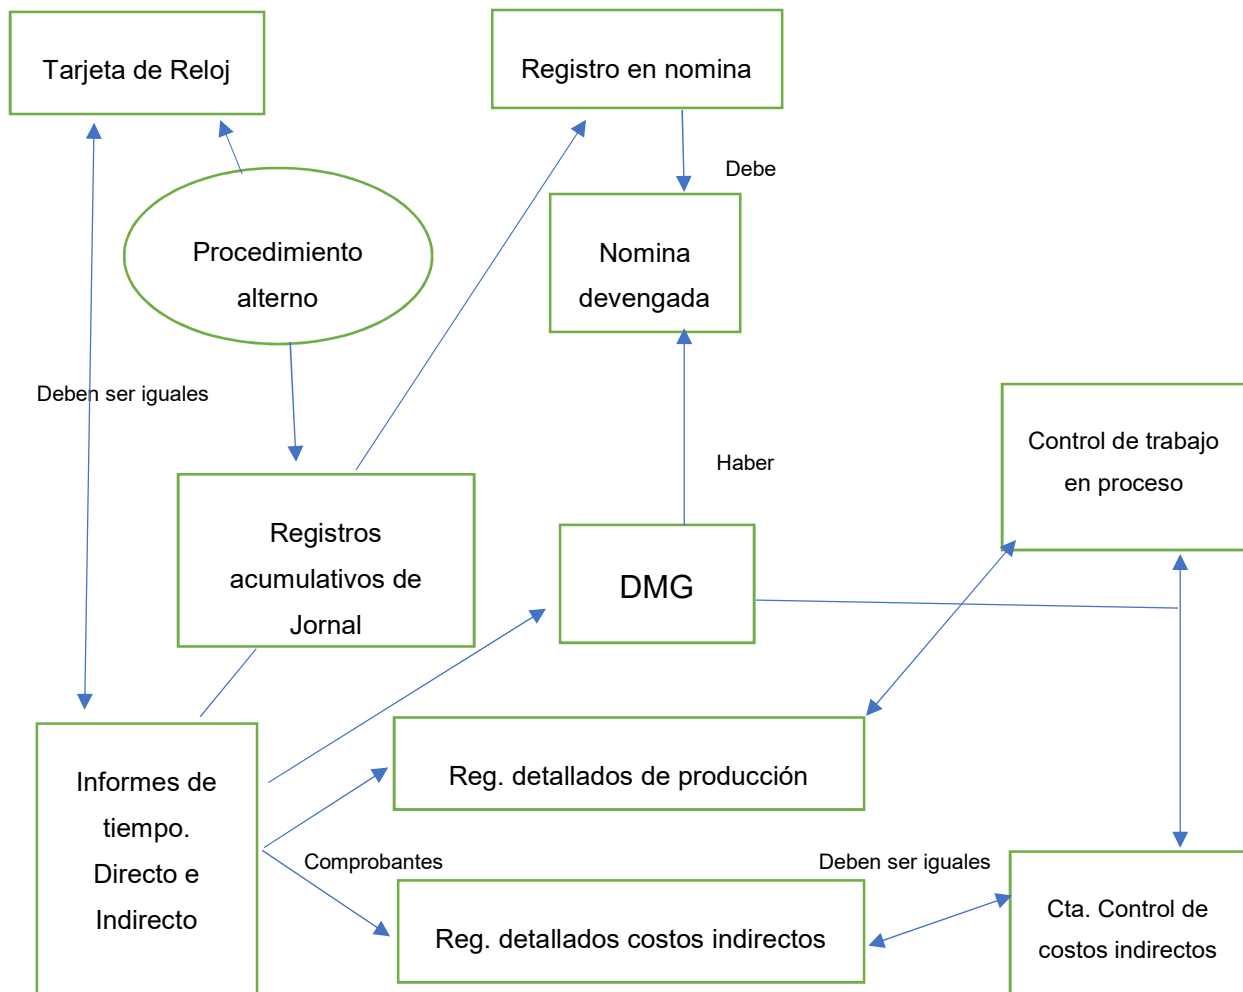 Tarjeta de Reloj
Registro en nomina
Debe
Procedimiento
alterno
Nomina
devengada
Deben ser iguales
Haber
Control de trabajo
en proceso
Registros
acumulativos de
Jornal
DMG
Informes de
tiempo.
Directo e
Indirecto
Reg. detallados de producción
Comprobantes
Deben ser iguales
Reg. detallados costos indirectos
Cta. Control de
costos indirectos